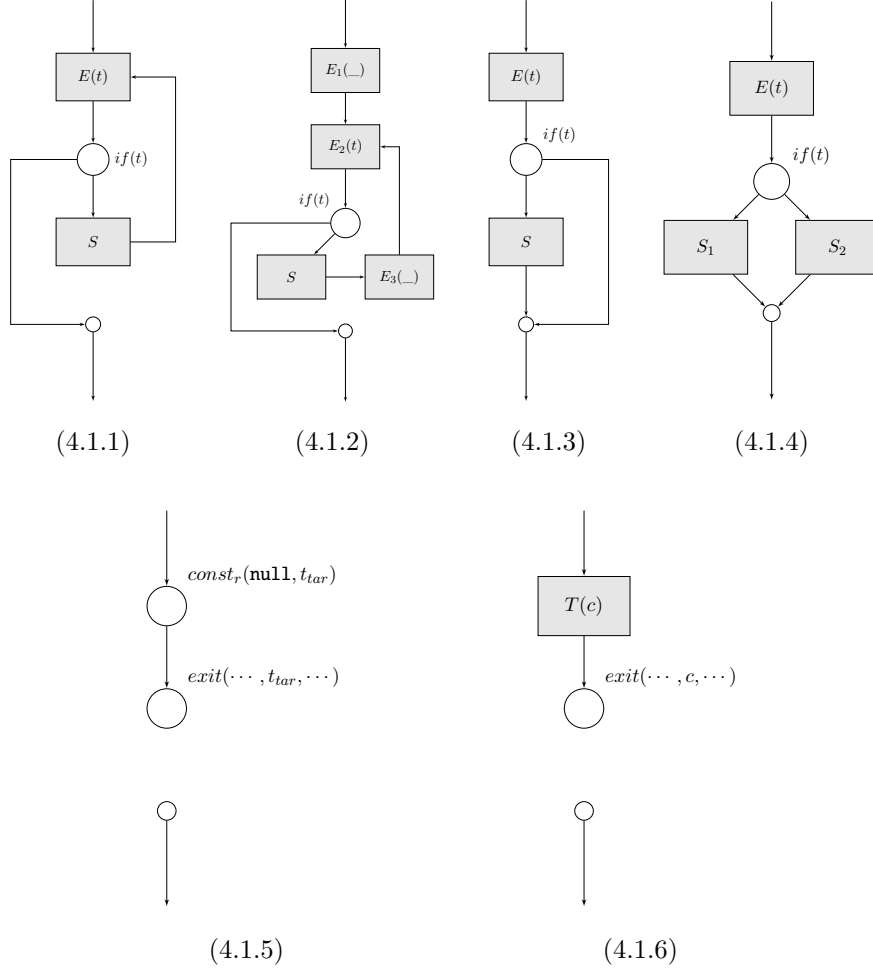 E(t)
if(t)
S
(4.1.1)
E₁(_)
E₂(t)
if(t)
S
E₃(_)
(4.1.2)
E(t)
if(t)
S
(4.1.3)
E(t)
if(t)
S₁
S₂
(4.1.4)
const_r(null, t_tar)
exit(⋯ , t_tar, ⋯)
(4.1.5)
T(c)
exit(⋯ , c, ⋯)
(4.1.6)